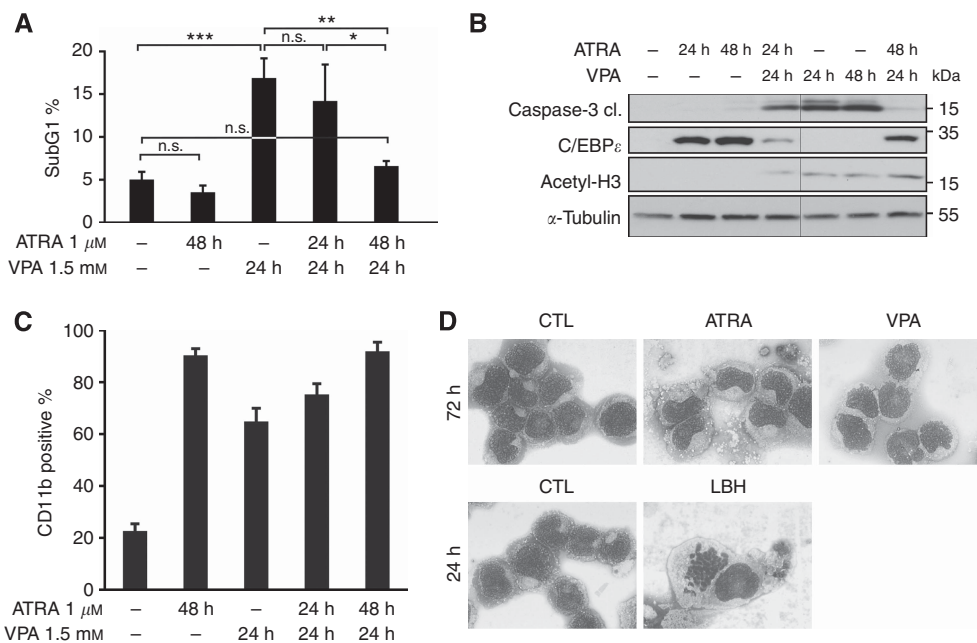 A
***
**
n.s.
*
n.s.
n.s.
SubG1 %
20
15
10
5
0
ATRA 1 μM – 48 h – 24 h 48 h
VPA 1.5 mM – – 24 h 24 h 24 h
B
ATRA – 24 h 48 h 24 h – – 48 h
VPA – – – 24 h 24 h 48 h 24 h kDa
Caspase-3 cl. 15
C/EBPε 35
Acetyl-H3 15
α-Tubulin 55
C
CD11b positive %
100
80
60
40
20
0
ATRA 1 μM – 48 h – 24 h 48 h
VPA 1.5 mM – – 24 h 24 h 24 h
D
CTL ATRA VPA
72 h
CTL LBH
24 h